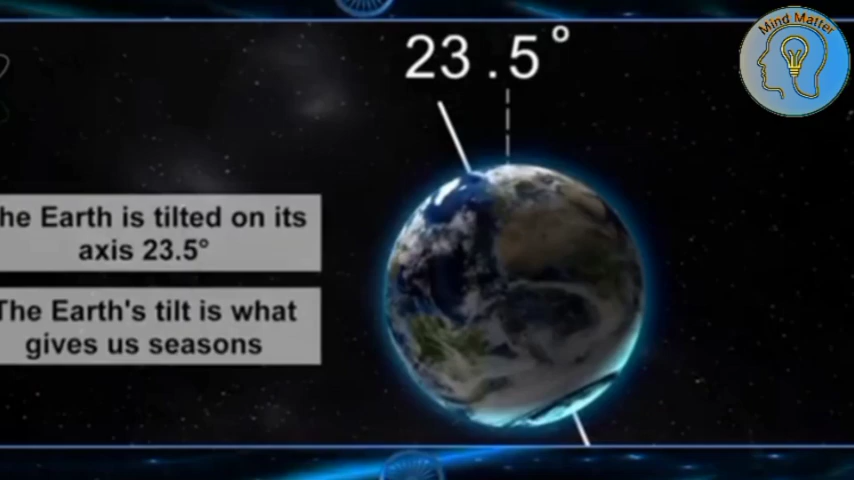 23.5°
Mind Matter
he Earth is tilted on its
axis 23.5°
The Earth's tilt is what
gives us seasons